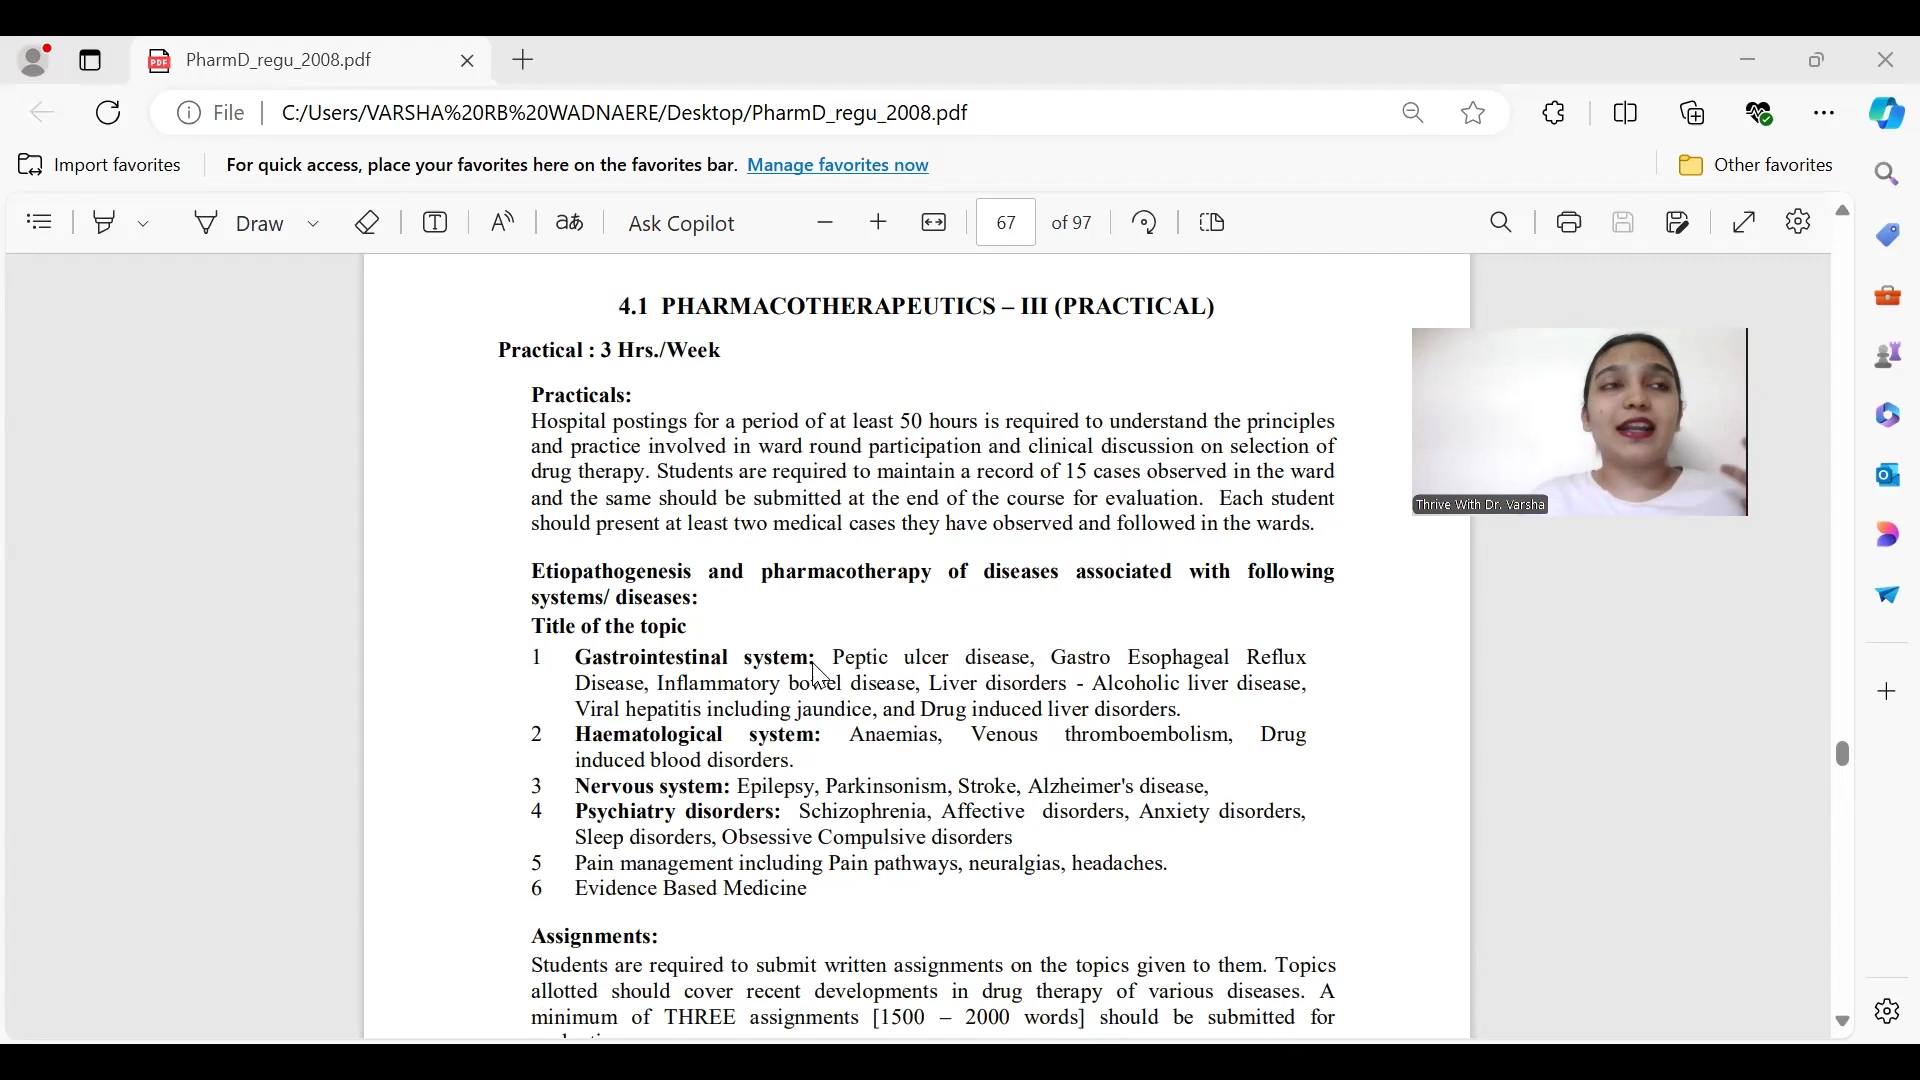 PharmD_regu_2008.pdf
File
C:/Users/VARSHA%20RB%20WADNAERE/Desktop/PharmD_regu_2008.pdf
Import favorites
For quick access, place your favorites here on the favorites bar. Manage favorites now
Other favorites
Draw
Ask Copilot
67 of 97
4.1 PHARMACOTHERAPEUTICS – III (PRACTICAL)
Practical : 3 Hrs./Week
Practicals:
Hospital postings for a period of at least 50 hours is required to understand the principles
and practice involved in ward round participation and clinical discussion on selection of
drug therapy. Students are required to maintain a record of 15 cases observed in the ward
and the same should be submitted at the end of the course for evaluation. Each student
should present at least two medical cases they have observed and followed in the wards.
Thrive With Dr. Varsha
Etiopathogenesis and pharmacotherapy of diseases associated with following
systems/ diseases:
Title of the topic
1 Gastrointestinal system: Peptic ulcer disease, Gastro Esophageal Reflux
Disease, Inflammatory bowel disease, Liver disorders - Alcoholic liver disease,
Viral hepatitis including jaundice, and Drug induced liver disorders.
2 Haematological system: Anaemias, Venous thromboembolism, Drug
induced blood disorders.
3 Nervous system: Epilepsy, Parkinsonism, Stroke, Alzheimer's disease,
4 Psychiatry disorders: Schizophrenia, Affective disorders, Anxiety disorders,
Sleep disorders, Obsessive Compulsive disorders
5 Pain management including Pain pathways, neuralgias, headaches.
6 Evidence Based Medicine
Assignments:
Students are required to submit written assignments on the topics given to them. Topics
allotted should cover recent developments in drug therapy of various diseases. A
minimum of THREE assignments [1500 – 2000 words] should be submitted for